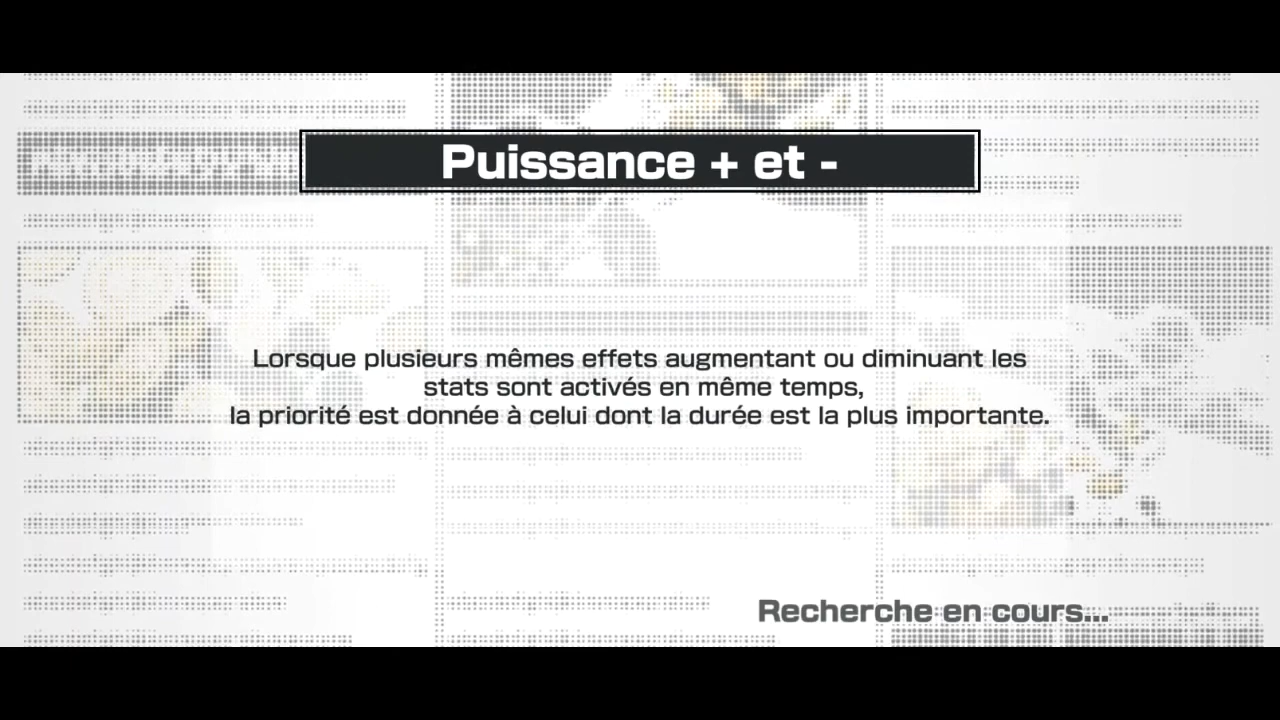 Puissance + et -
Lorsque plusieurs mêmes effets augmentant ou diminuant les
stats sont activés en même temps,
la priorité est donnée à celui dont la durée est la plus importante.
Recherche en cours...